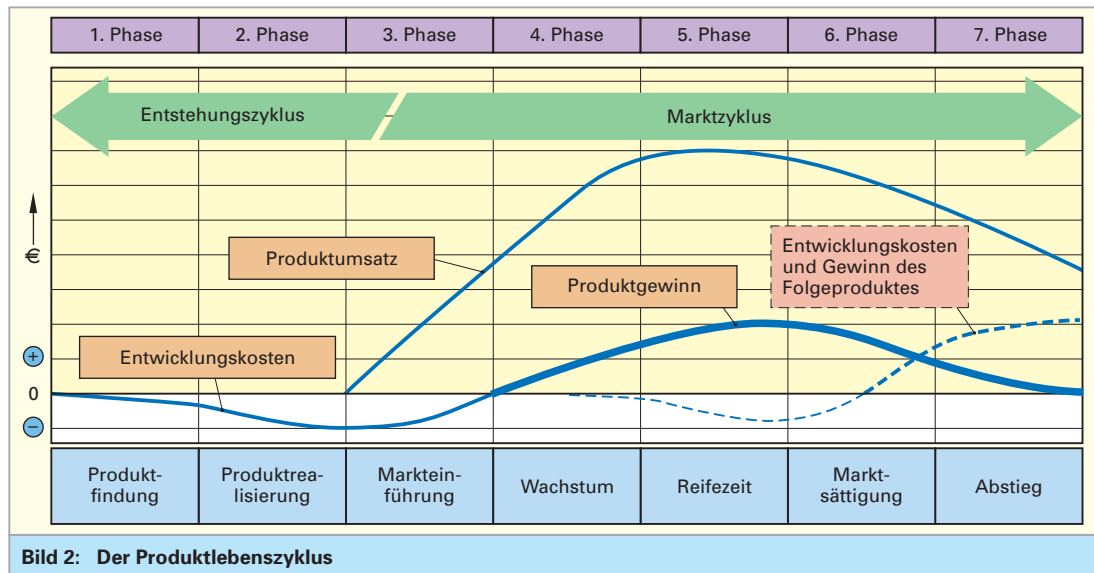 1. Phase
2. Phase
3. Phase
4. Phase
5. Phase
6. Phase
7. Phase
Entstehungszyklus
Marktzyklus
€
Produktumsatz
Produktgewinn
Entwicklungskosten
und Gewinn des
Folgeproduktes
Entwicklungskosten
+
0
–
Produkt-
findung
Produktrea-
lisierung
Marktein-
führung
Wachstum
Reifezeit
Markt-
sättigung
Abstieg
Bild 2: Der Produktlebenszyklus